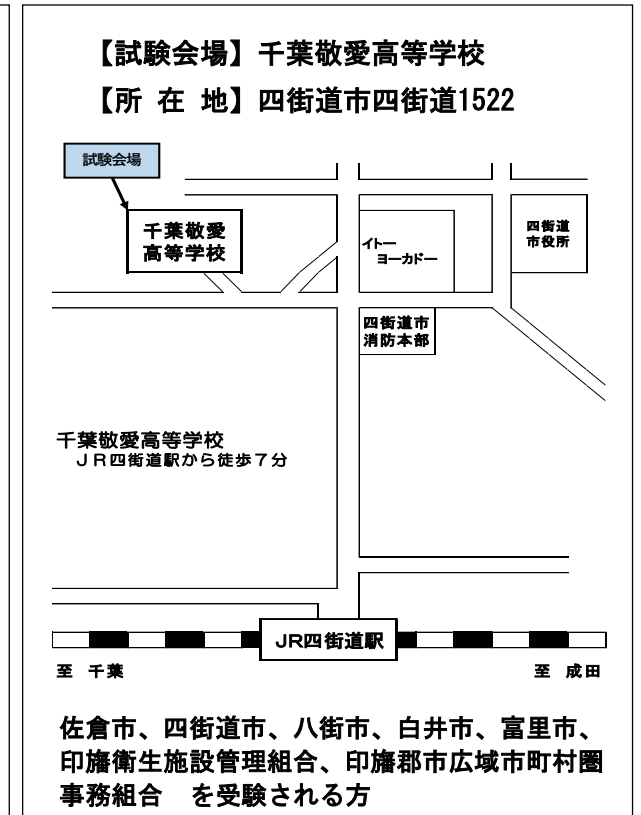 【試験会場】千葉敬愛高等学校
【所 在 地】四街道市四街道1522
試験会場
千葉敬愛
高等学校
イトー
ヨーカドー
四街道
市役所
四街道市
消防本部
千葉敬愛高等学校
ＪＲ四街道駅から徒歩７分
JR四街道駅
至 千葉
至 成田
佐倉市、四街道市、八街市、白井市、富里市、
印旛衛生施設管理組合、印旛郡市広域市町村圏
事務組合　を受験される方